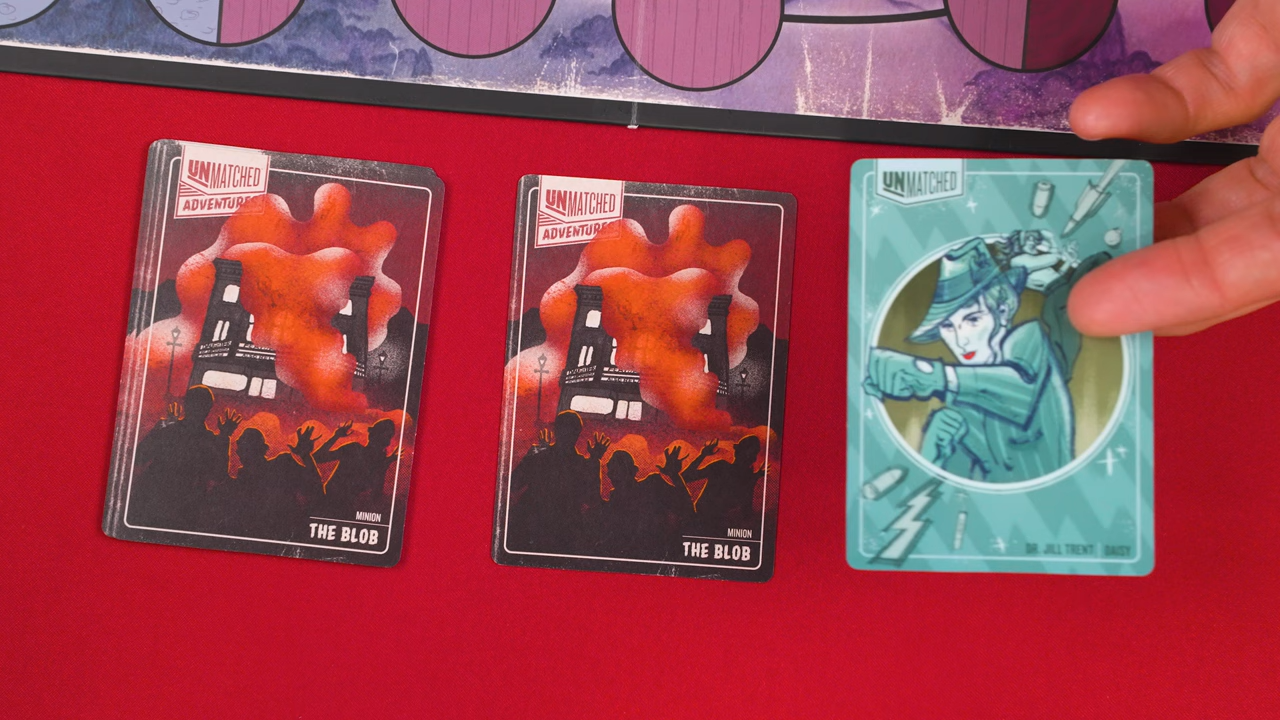 UNMATCHED
ADVENTURES
MINION
THE BLOB
UNMATCHED
ADVENTURES
MINION
THE BLOB
UNMATCHED
DR. JILL TRENT | DAISY